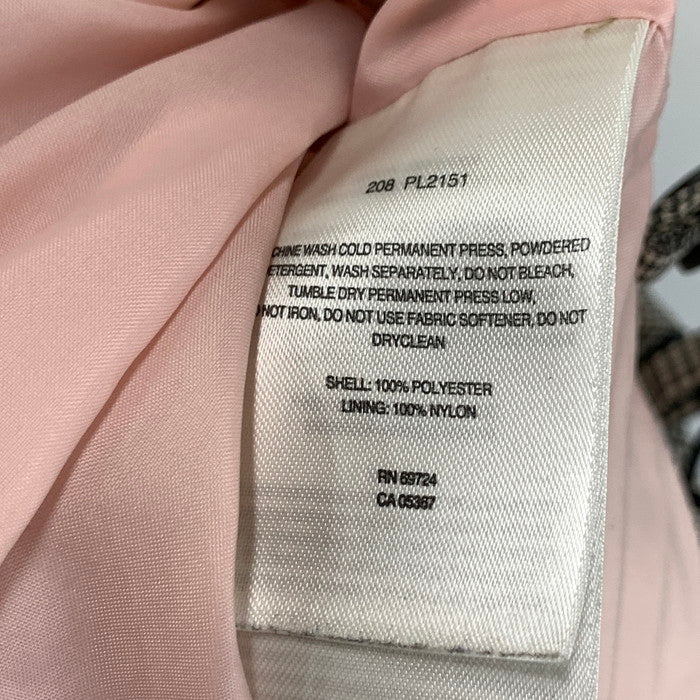 208 PL2151
CHINE WASH COLD PERMANENT PRESS, POWDERED
ETERGENT, WASH SEPARATELY, DO NOT BLEACH,
TUMBLE DRY PERMANENT PRESS LOW,
NOT IRON, DO NOT USE FABRIC SOFTENER, DO NOT
DRYCLEAN
SHELL: 100% POLYESTER
LINING: 100% NYLON
RN 69724
CA 05367